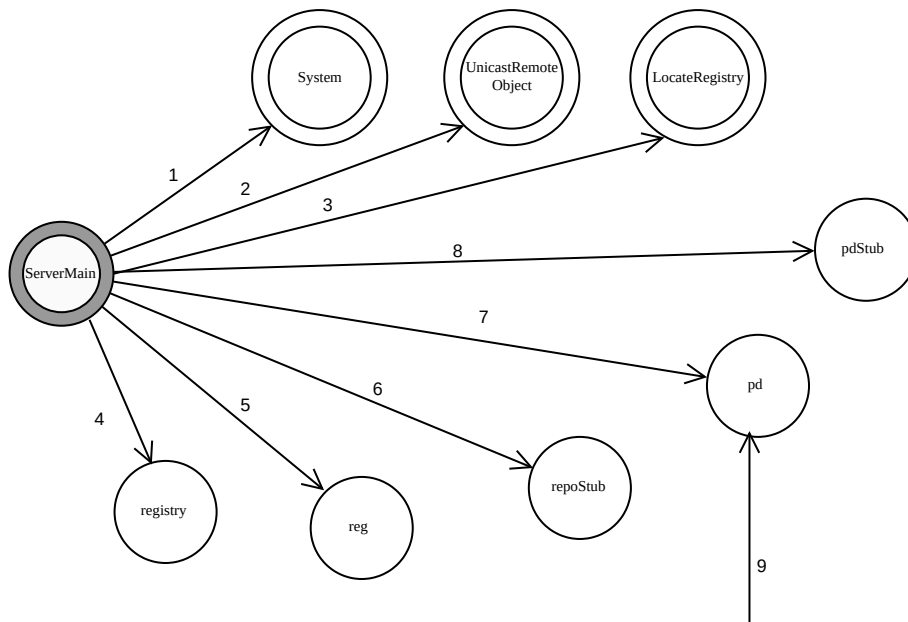 System
UnicastRemote
Object
LocateRegistry
1
2
3
8
pdStub
ServerMain
7
pd
6
5
4
repoStub
registry
reg
9